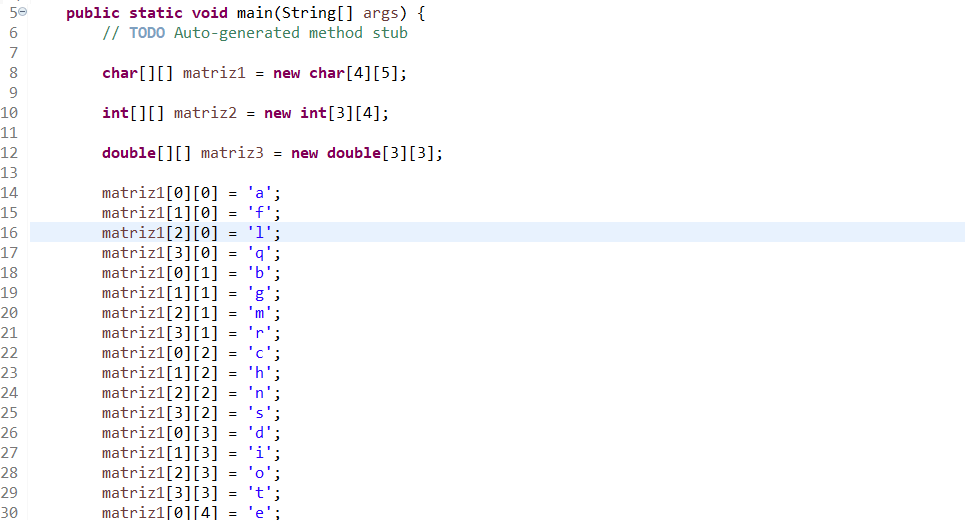 5 public static void main(String[] args) {
6 // TODO Auto-generated method stub
7
8 char[][] matriz1 = new char[4][5];
9
10 int[][] matriz2 = new int[3][4];
11
12 double[][] matriz3 = new double[3][3];
13
14 matriz1[0][0] = 'a';
15 matriz1[1][0] = 'f';
16 matriz1[2][0] = 'l';
17 matriz1[3][0] = 'q';
18 matriz1[0][1] = 'b';
19 matriz1[1][1] = 'g';
20 matriz1[2][1] = 'm';
21 matriz1[3][1] = 'r';
22 matriz1[0][2] = 'c';
23 matriz1[1][2] = 'h';
24 matriz1[2][2] = 'n';
25 matriz1[3][2] = 's';
26 matriz1[0][3] = 'd';
27 matriz1[1][3] = 'i';
28 matriz1[2][3] = 'o';
29 matriz1[3][3] = 't';
30 matriz1[0][4] = 'e';